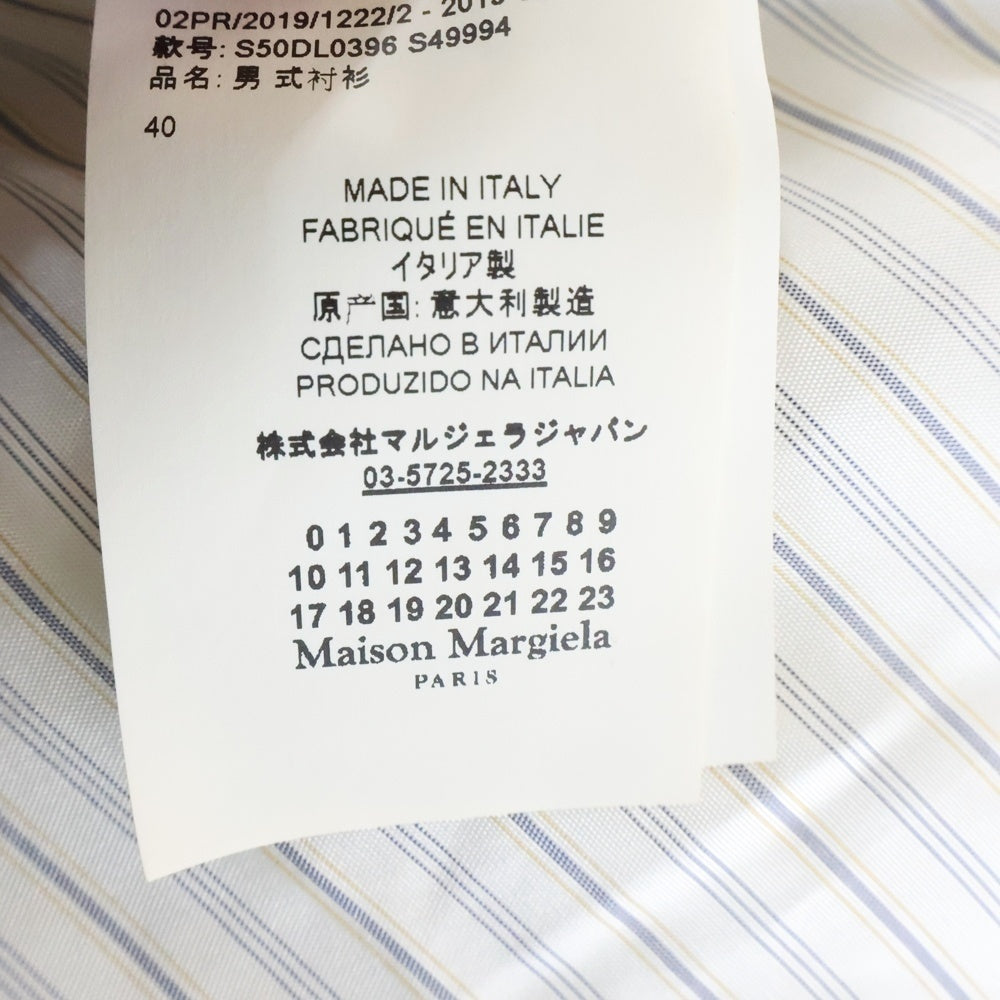 02PR/2019/1222/2 - 2019
款号: S50DL0396 S49994
品名: 男 式衬衫
40
MADE IN ITALY
FABRIQUÉ EN ITALIE
イタリア製
原产国: 意大利製造
СДЕЛАНО В ИТАЛИИ
PRODUZIDO NA ITALIA
株式会社マルジェラジャパン
03-5725-2333
0 1 2 3 4 5 6 7 8 9
10 11 12 13 14 15 16
17 18 19 20 21 22 23
Maison Margiela
PARIS